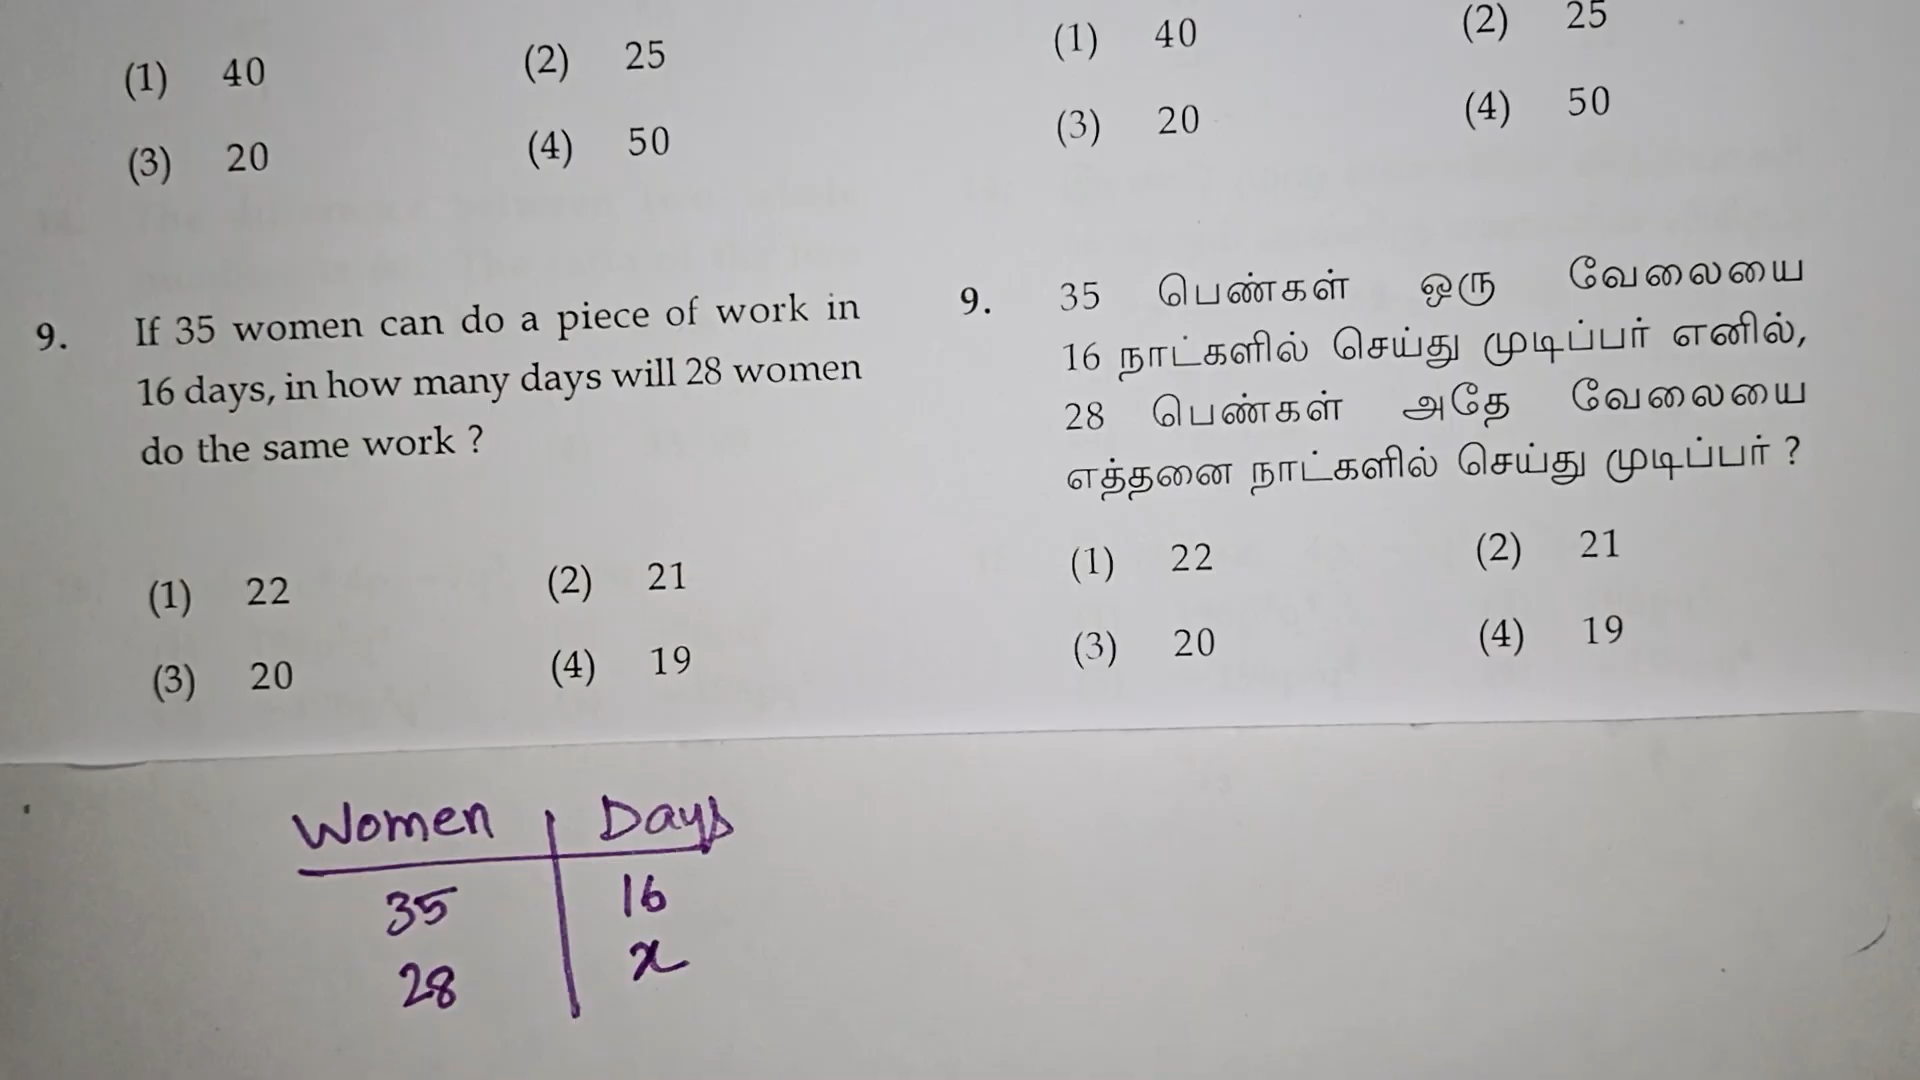 (1) 40 (2) 25
(3) 20 (4) 50
9. If 35 women can do a piece of work in
16 days, in how many days will 28 women
do the same work ?
(1) 22 (2) 21
(3) 20 (4) 19
(1) 40 (2) 25
(3) 20 (4) 50
9. 35 பெண்கள் ஒரு வேலையை
16 நாட்களில் செய்து முடிப்பர் எனில்,
28 பெண்கள் அதே வேலையை
எத்தனை நாட்களில் செய்து முடிப்பர் ?
(1) 22 (2) 21
(3) 20 (4) 19
Women Days
35 16
28 x